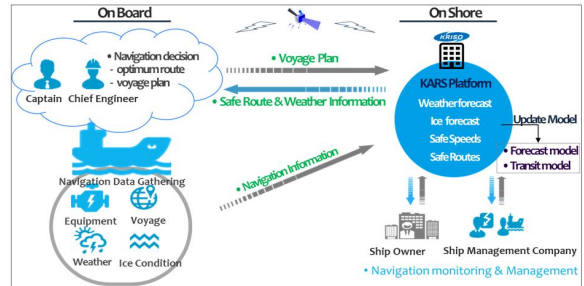 On Board
On Shore
KRISO
• Navigation decision
- optimum route
- voyage plan
Captain
Chief Engineer
• Voyage Plan
• Safe Route & Weather Information
KARS Platform
Weather forecast
Ice forecast
Safe Speeds
Safe Routes
Update Model
• Forecast model
• Transit model
Navigation Data Gathering
Equipment
Voyage
Weather
Ice Condition
• Navigation Information
Ship Owner
Ship Management Company
• Navigation monitoring & Management